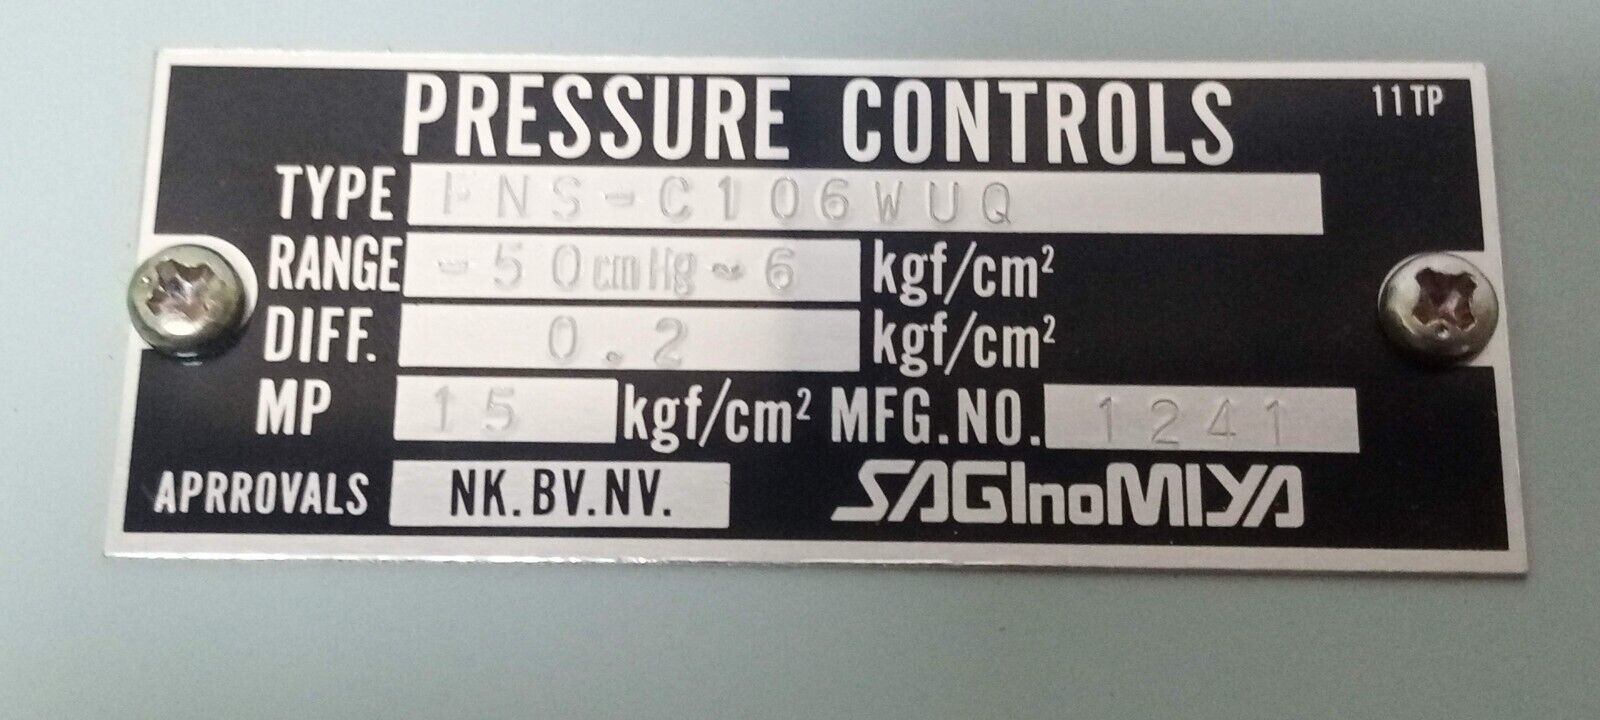 PRESSURE CONTROLS 11TP
TYPE FNS-C106WUQ
RANGE -50cmHg~6 kgf/cm²
DIFF. 0.2 kgf/cm²
MP 15 kgf/cm² MFG.NO. 1241
APRROVALS NK.BV.NV. SAGInoMIYA